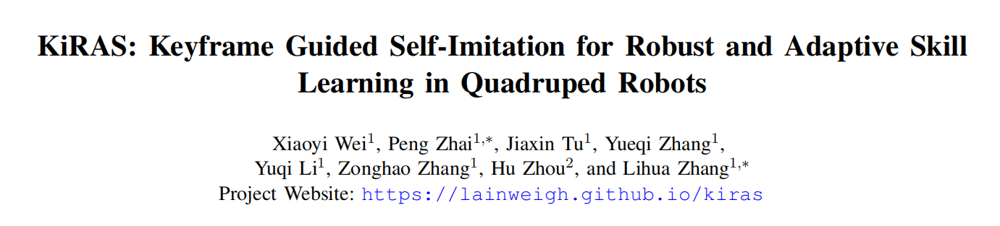 KiRAS: Keyframe Guided Self-Imitation for Robust and Adaptive Skill
Learning in Quadruped Robots
Xiaoyi Wei¹, Peng Zhai¹,*, Jiaxin Tu¹, Yueqi Zhang¹,
Yuqi Li¹, Zonghao Zhang¹, Hu Zhou², and Lihua Zhang¹,*
Project Website: https://lainweigh.github.io/kiras